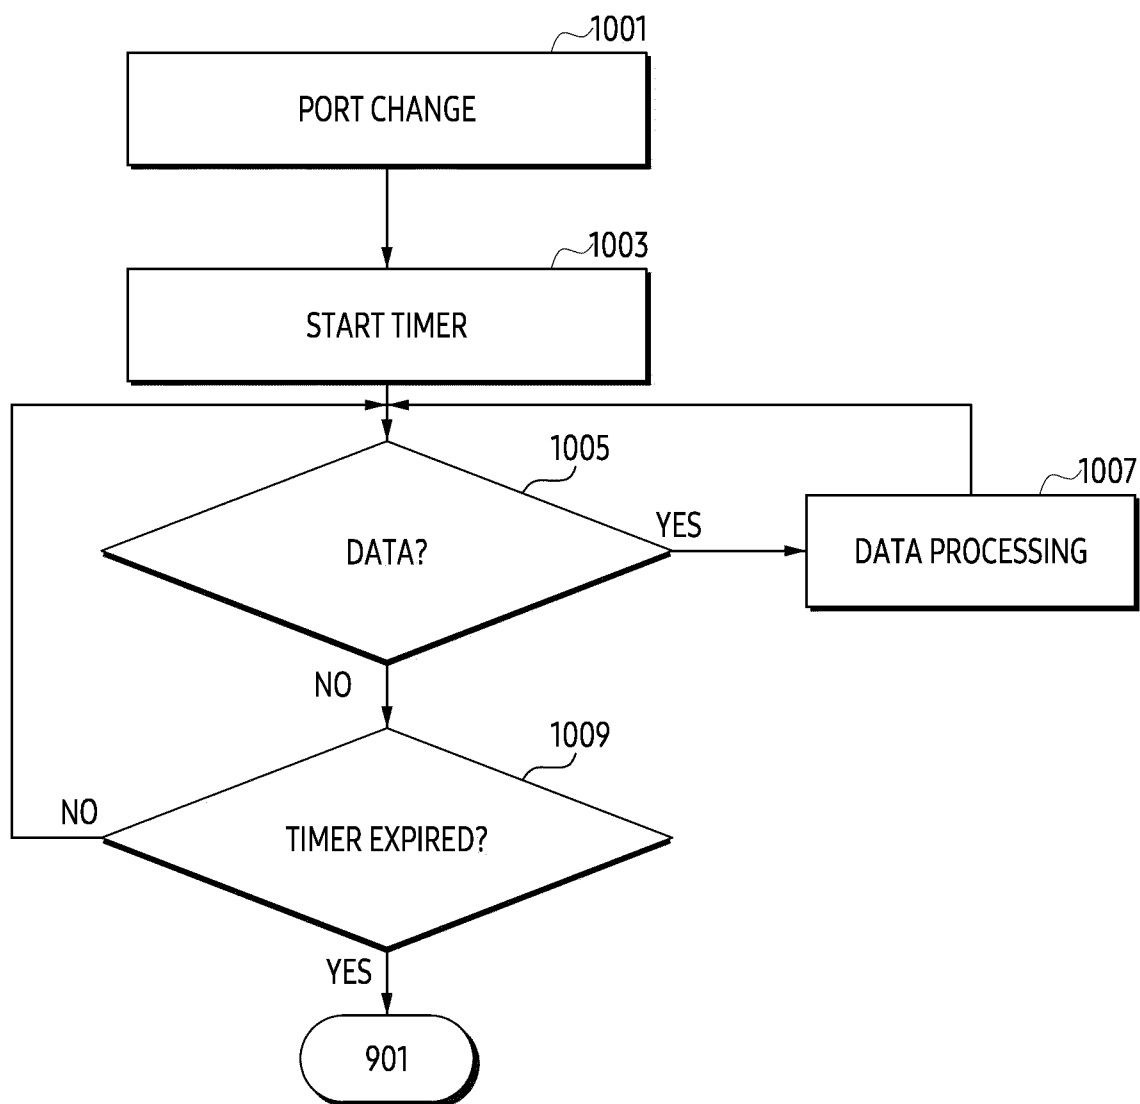 1001
PORT CHANGE
1003
START TIMER
1005
1007
YES
DATA?
DATA PROCESSING
NO
1009
NO
TIMER EXPIRED?
YES
901